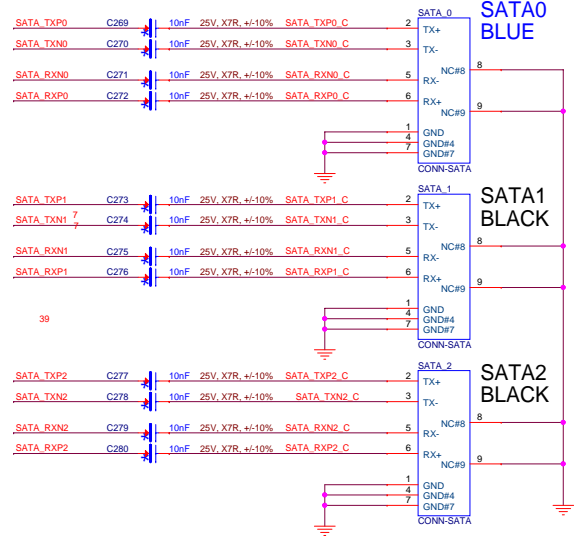 SATA_0 SATA0
SATA_TXP0 C269 10nF 25V, X7R, +/-10% SATA_TXP0_C 2 TX+ BLUE
SATA_TXN0 C270 10nF 25V, X7R, +/-10% SATA_TXN0_C 3 TX-
NC#8 8
SATA_RXN0 C271 10nF 25V, X7R, +/-10% SATA_RXN0_C 5 RX-
SATA_RXP0 C272 10nF 25V, X7R, +/-10% SATA_RXP0_C 6 RX+
NC#9 9
1 GND
4 GND#4
7 GND#7
CONN-SATA
SATA_1 SATA1
SATA_TXP1 C273 10nF 25V, X7R, +/-10% SATA_TXP1_C 2 TX+ BLACK
7
SATA_TXN1 7 C274 10nF 25V, X7R, +/-10% SATA_TXN1_C 3 TX-
NC#8 8
SATA_RXN1 C275 10nF 25V, X7R, +/-10% SATA_RXN1_C 5 RX-
SATA_RXP1 C276 10nF 25V, X7R, +/-10% SATA_RXP1_C 6 RX+
NC#9 9
1 GND
39 4 GND#4
7 GND#7
CONN-SATA
SATA_2 SATA2
SATA_TXP2 C277 10nF 25V, X7R, +/-10% SATA_TXP2_C 2 TX+ BLACK
SATA_TXN2 C278 10nF 25V, X7R, +/-10% SATA_TXN2_C 3 TX-
NC#8 8
SATA_RXN2 C279 10nF 25V, X7R, +/-10% SATA_RXN2_C 5 RX-
SATA_RXP2 C280 10nF 25V, X7R, +/-10% SATA_RXP2_C 6 RX+
NC#9 9
1 GND
4 GND#4
7 GND#7
CONN-SATA